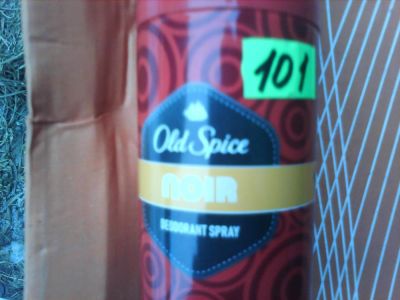 101
Old Spice
NOIR
DEODORANT SPRAY